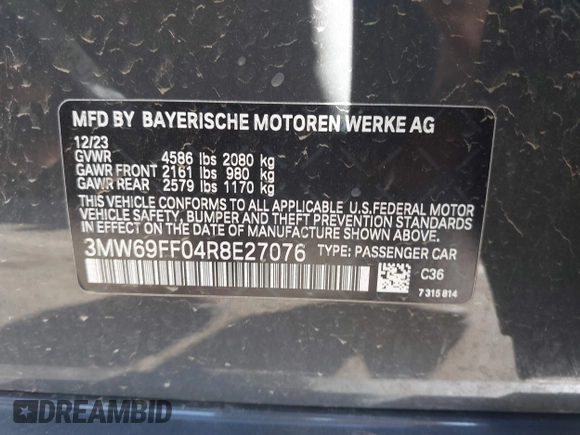 MFD BY BAYERISCHE MOTOREN WERKE AG
12/23
GVWR 4586 lbs 2080 kg
GAWR FRONT 2161 lbs 980 kg
GAWR REAR 2579 lbs 1170 kg
THIS VEHICLE CONFORMS TO ALL APPLICABLE U.S.FEDERAL MOTOR
VEHICLE SAFETY, BUMPER AND THEFT PREVENTION STANDARDS
IN EFFECT ON THE DATE OF MANUFACTURE SHOWN ABOVE.
3MW69FF04R8E27076 TYPE: PASSENGER CAR
C36
7 315 814
DREAMBID